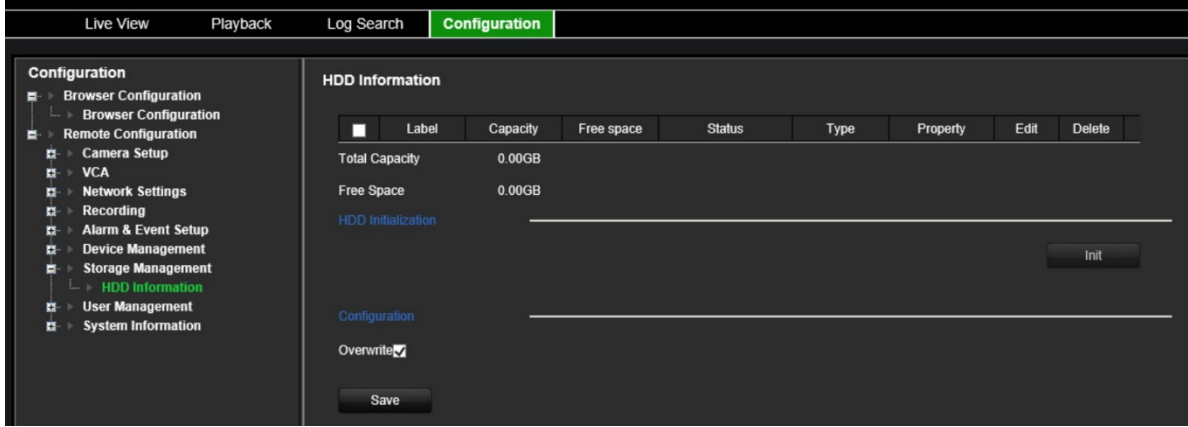 Live View Playback Log Search Configuration
Configuration
Browser Configuration
Browser Configuration
Remote Configuration
Camera Setup
VCA
Network Settings
Recording
Alarm & Event Setup
Device Management
Storage Management
HDD Information
User Management
System Information
HDD Information
Label Capacity Free space Status Type Property Edit Delete
Total Capacity 0.00GB
Free Space 0.00GB
HDD Initialization
Init
Configuration
Overwrite
Save